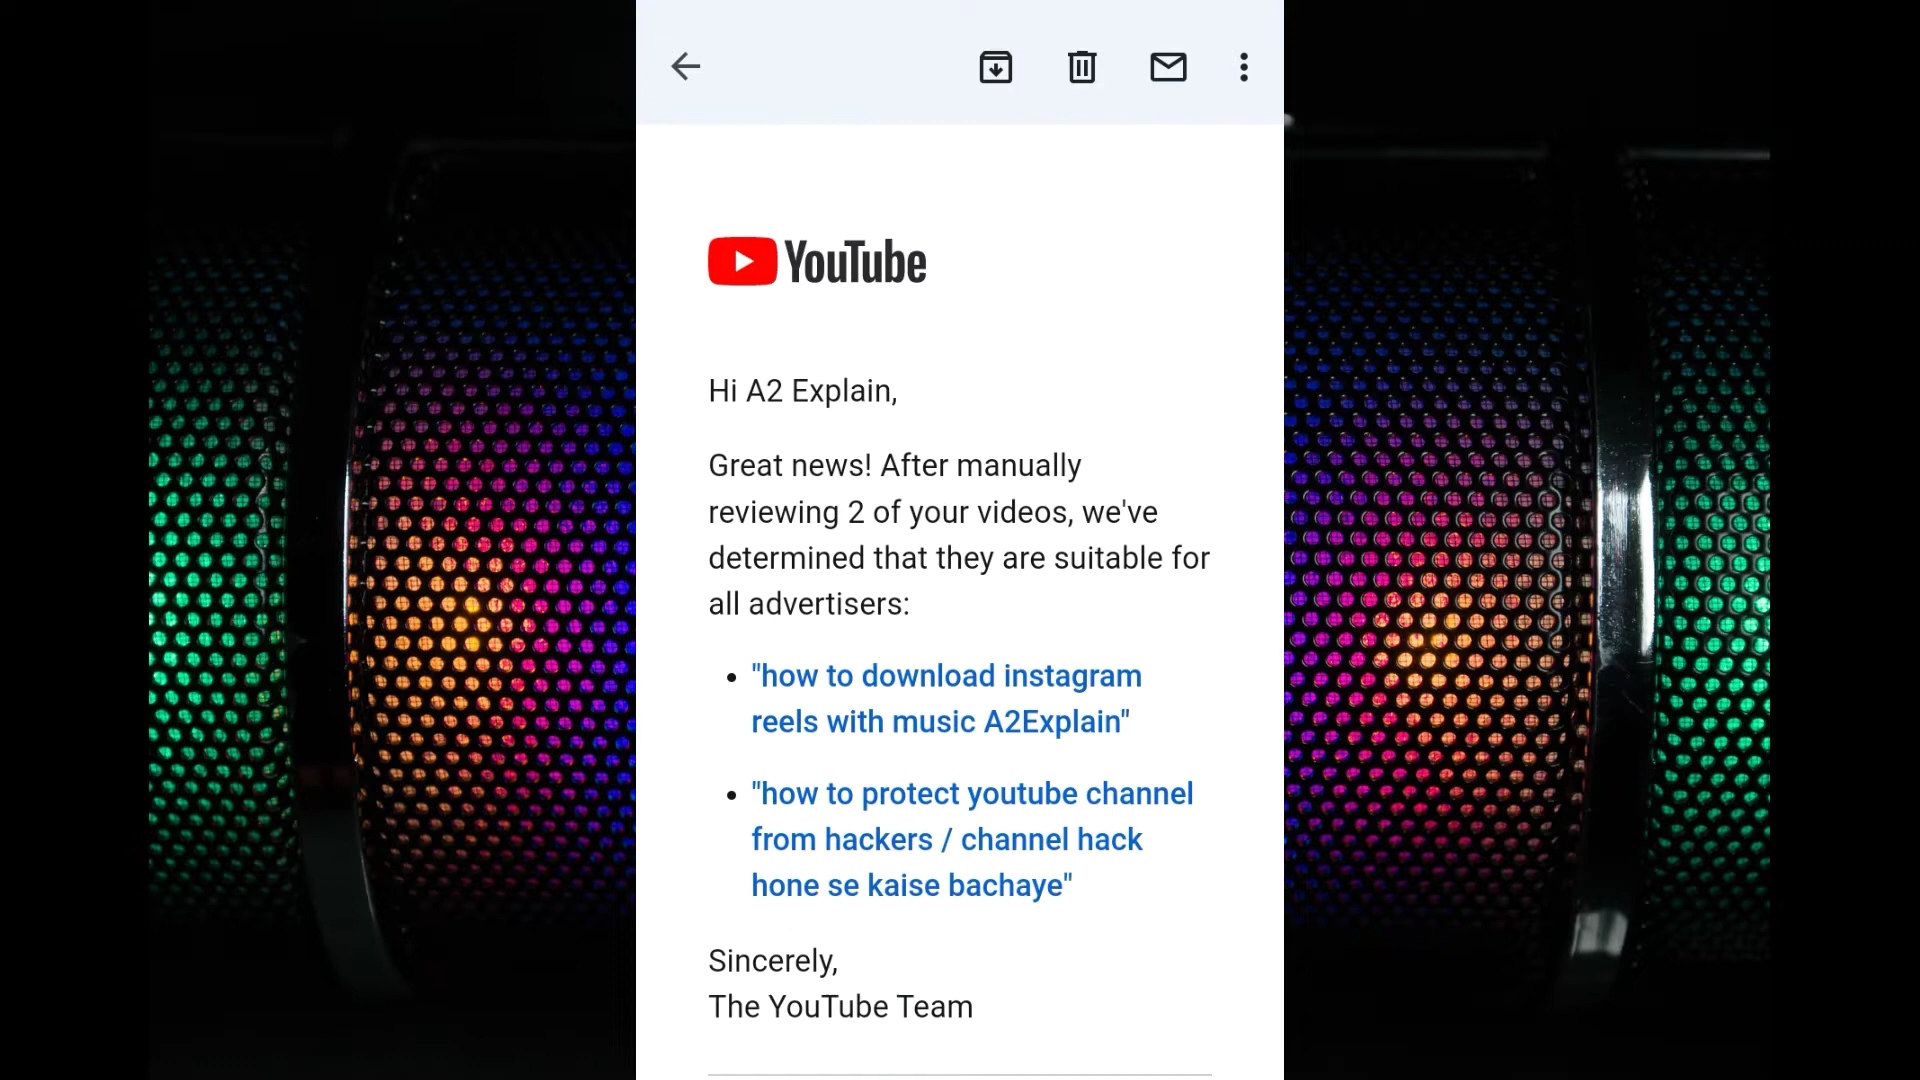 YouTube
Hi A2 Explain,
Great news! After manually
reviewing 2 of your videos, we've
determined that they are suitable for
all advertisers:
• "how to download instagram
reels with music A2Explain"
• "how to protect youtube channel
from hackers / channel hack
hone se kaise bachaye"
Sincerely,
The YouTube Team